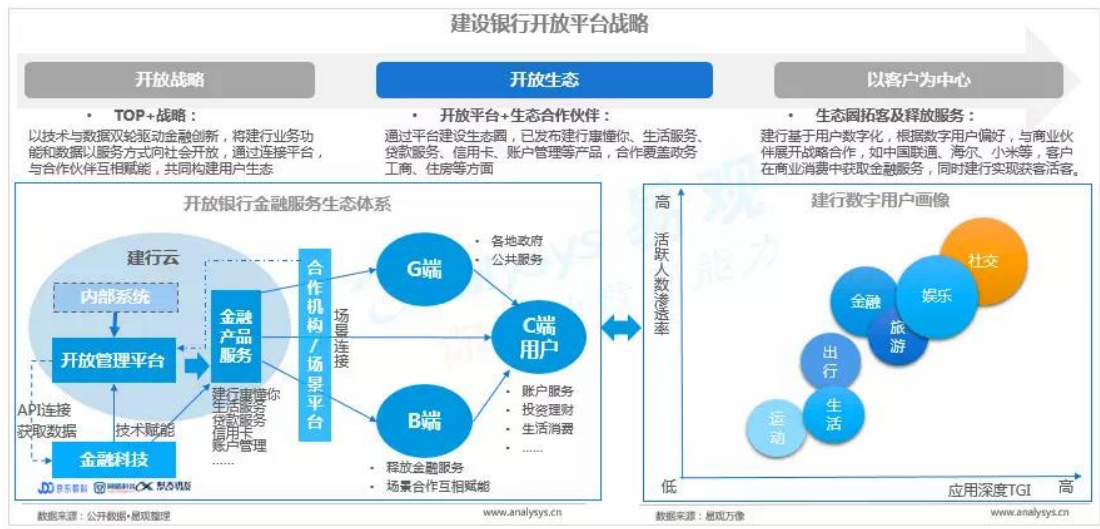 建设银行开放平台战略
开放战略
开放生态
以客户为中心
• TOP+战略：
以技术与数据双轮驱动金融创新，将建行业务功
能和数据以服务方式向社会开放，通过连接平台，
与合作伙伴互相赋能，共同构建用户生态
• 开放平台+生态合作伙伴：
通过平台建设生态圈，已发布建行惠懂你、生活服务、
贷款服务、信用卡、账户管理等产品，合作覆盖政务
工商、住房等方面
• 生态圈拓客及释放服务：
建行基于用户数字化，根据数字用户偏好，与商业伙
伴展开战略合作，如中国联通、海尔、小米等，客户
在商业消费中获取金融服务，同时建行实现获客活客。
开放银行金融服务生态体系
建行云
内部系统
开放管理平台
API连接
获取数据
技术赋能
金融科技
京东数科
金融
产品
服务
建行惠懂你
生活服务
贷款服务
信用卡
账户管理
......
合作机构/场景平台
场景连接
G端
• 各地政府
• 公共服务
B端
• 释放金融服务
• 场景合作互相赋能
C端
用户
• 账户服务
• 投资理财
• 生活消费
• ......
数据来源：公开数据•易观整理
www.analysys.cn
建行数字用户画像
高
活跃人数渗透率
社交
娱乐
金融
旅游
出行
生活
运动
低
应用深度TGI
高
数据来源：易观万像
www.analysys.cn
易观